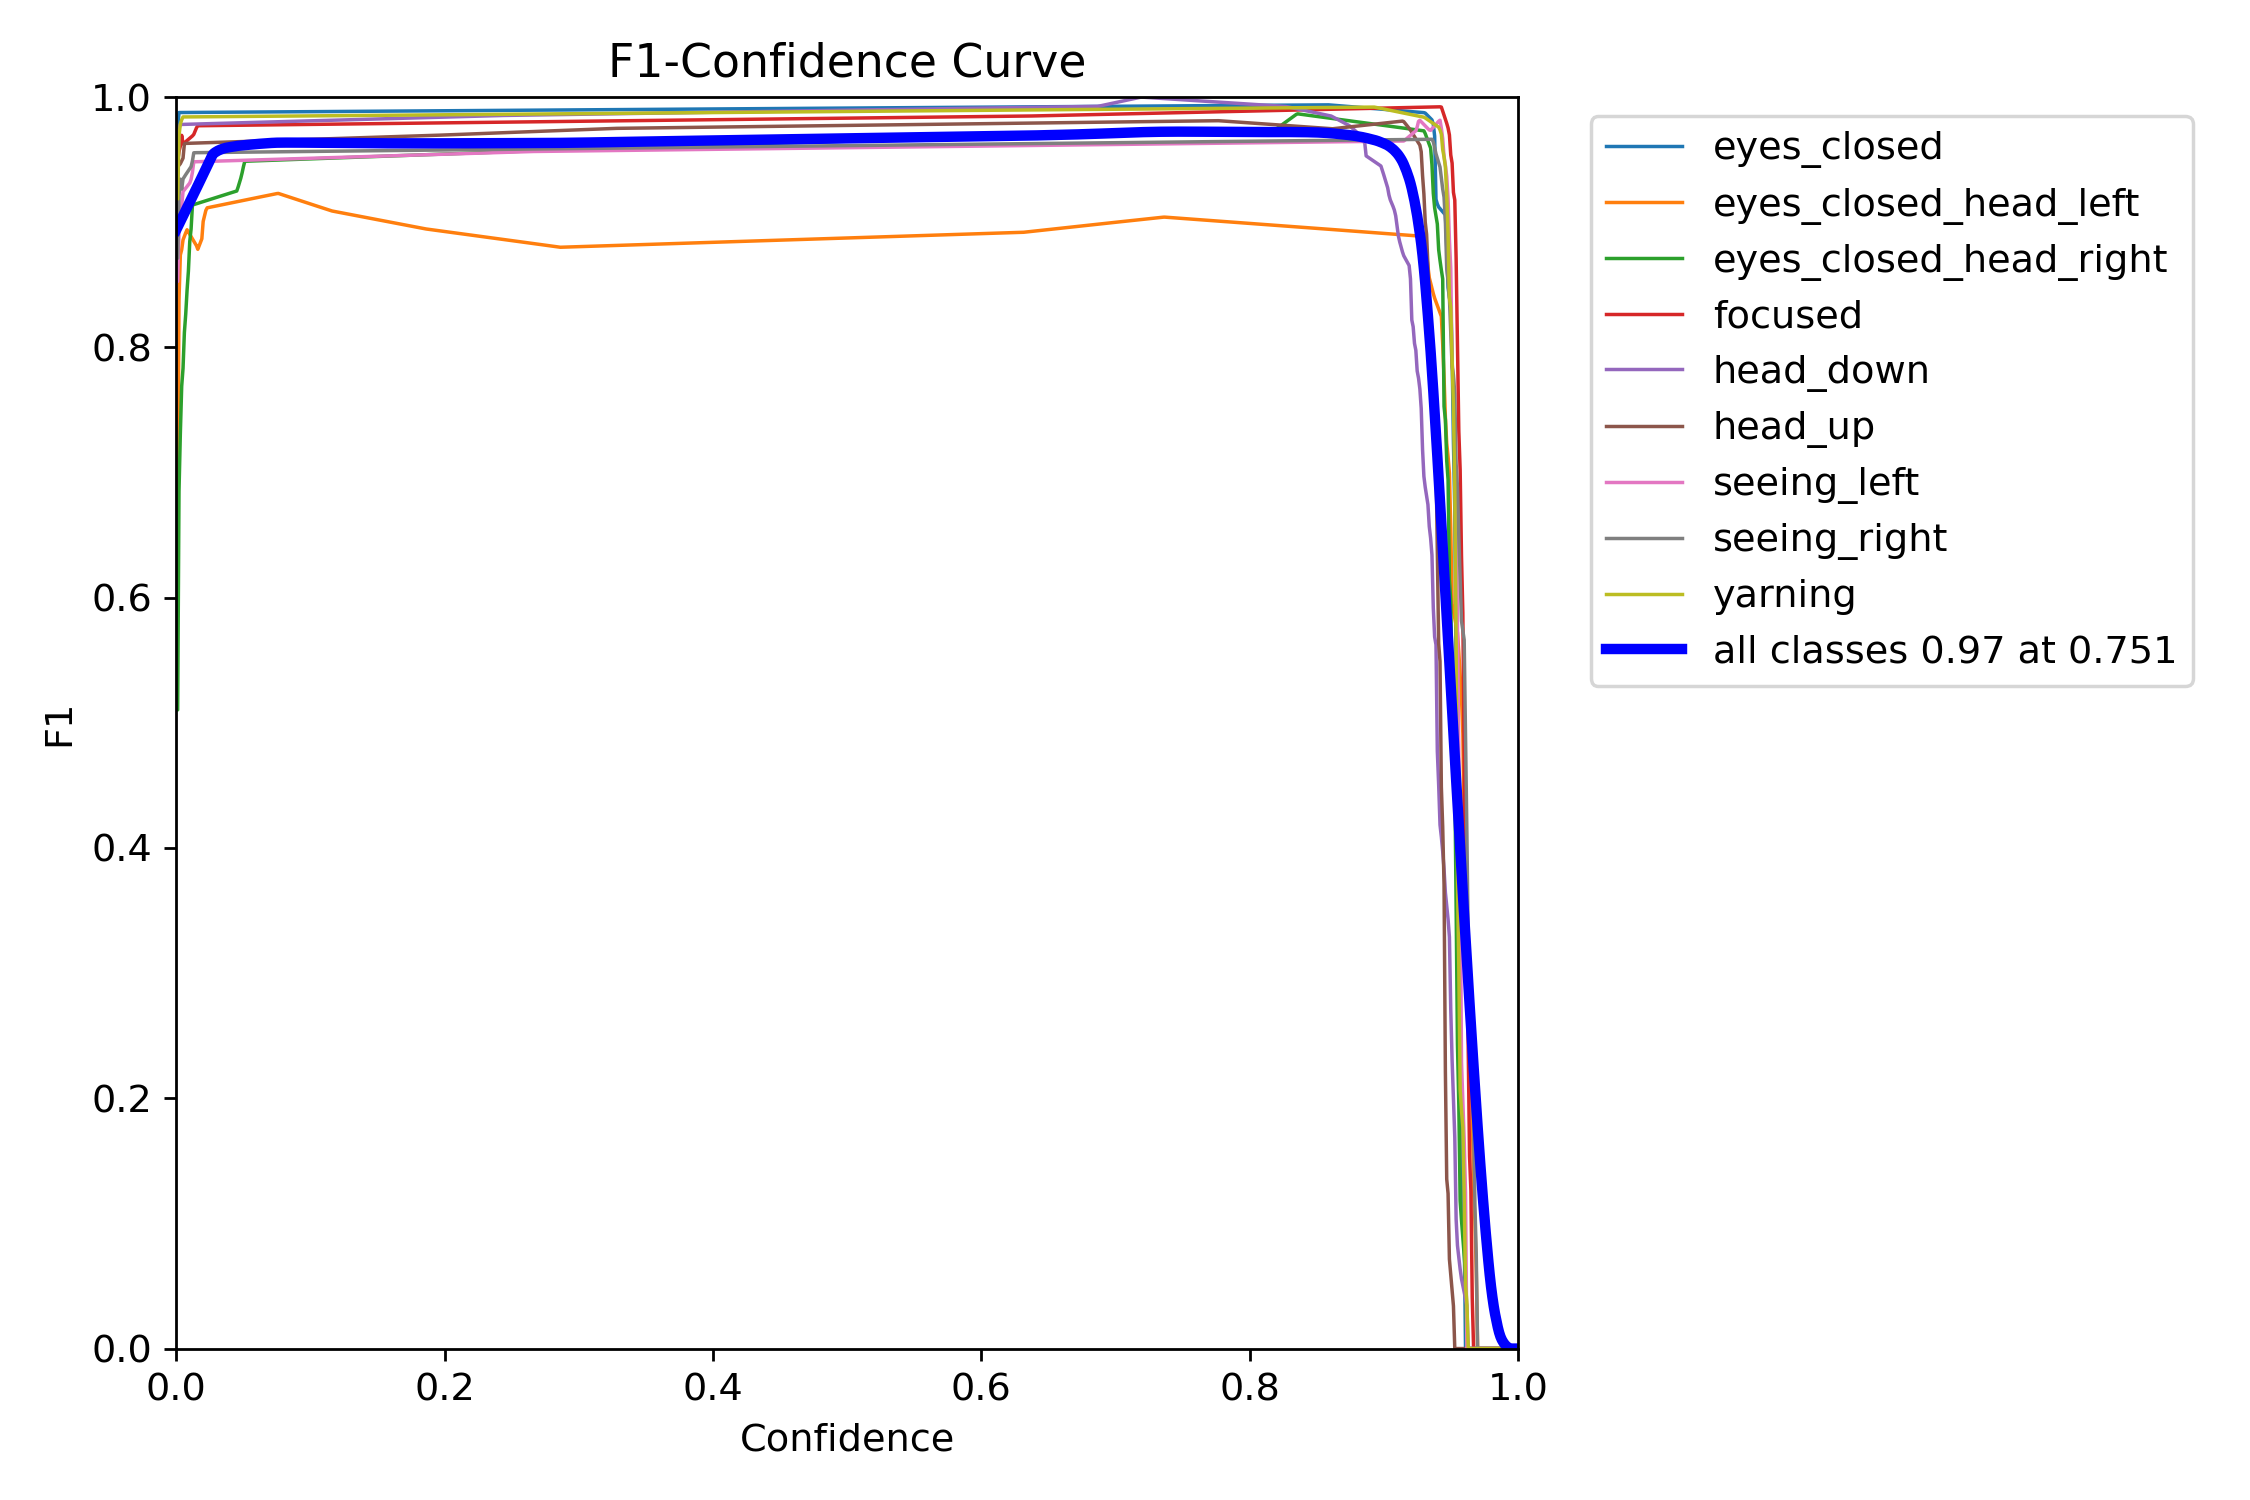 F1-Confidence Curve
1.0
0.8
0.6
0.4
0.2
0.0
F1
0.0 0.2 0.4 0.6 0.8 1.0
Confidence
eyes_closed
eyes_closed_head_left
eyes_closed_head_right
focused
head_down
head_up
seeing_left
seeing_right
yarning
all classes 0.97 at 0.751